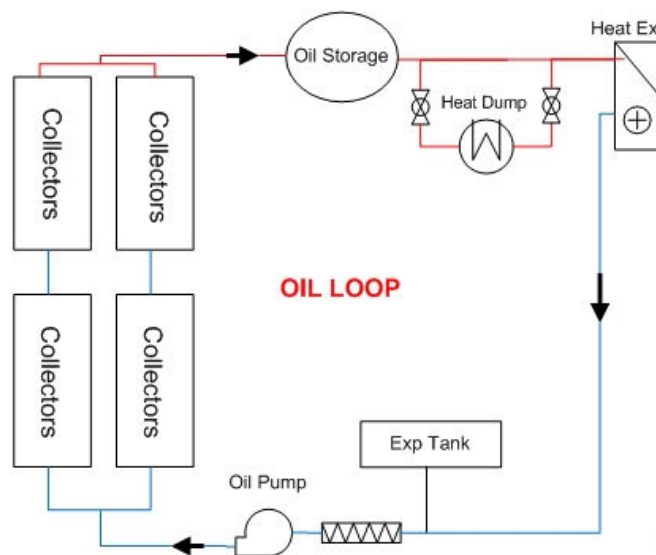 Heat Ex
Oil Storage
Heat Dump
Collectors
Collectors
OIL LOOP
Collectors
Collectors
Exp Tank
Oil Pump